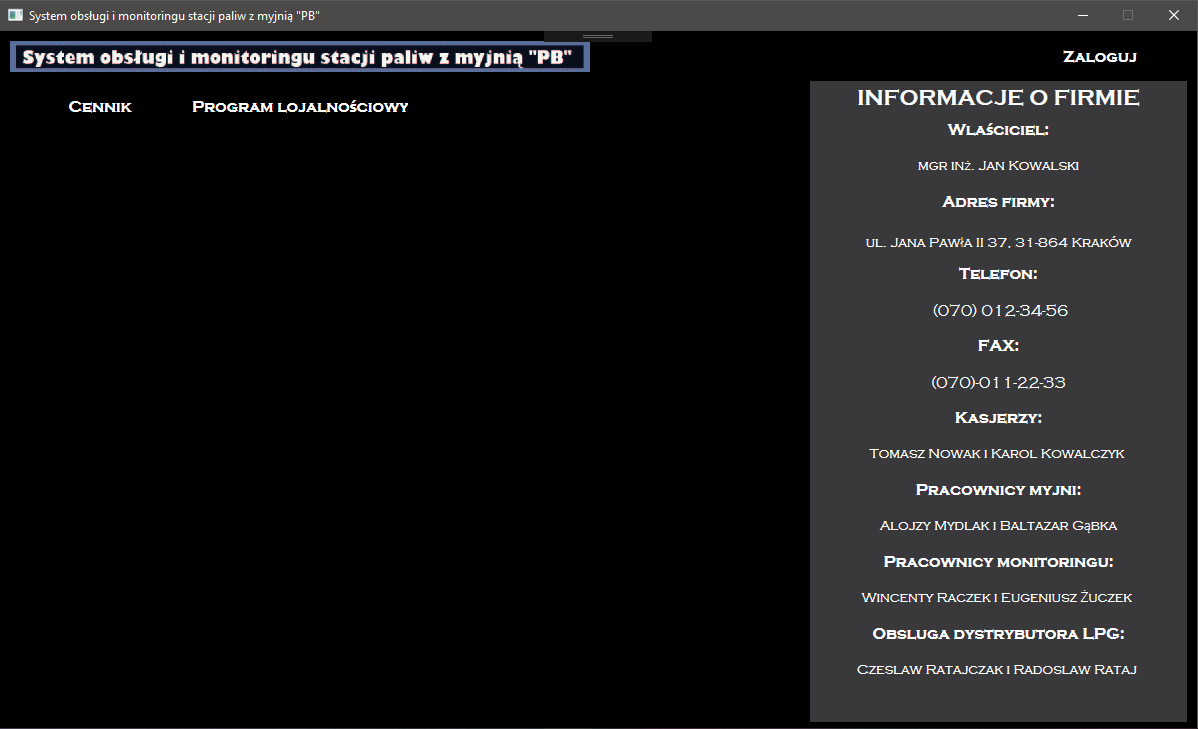 System obsługi i monitoringu stacji paliw z myjnią "PB"
System obsługi i monitoringu stacji paliw z myjnią "PB"
Zaloguj
Cennik
Program lojalnościowy
INFORMACJE O FIRMIE
Wlaściciel:
mgr inż. Jan Kowalski
Adres firmy:
ul. Jana Pawła II 37, 31-864 Kraków
Telefon:
(070) 012-34-56
FAX:
(070)-011-22-33
Kasjerzy:
Tomasz Nowak i Karol Kowalczyk
Pracownicy myjni:
Alojzy Mydlak i Baltazar Gąbka
Pracownicy monitoringu:
Wincenty Raczek i Eugeniusz Żuczek
Obsluga dystrybutora LPG:
Czeslaw Ratajczak i Radoslaw Rataj